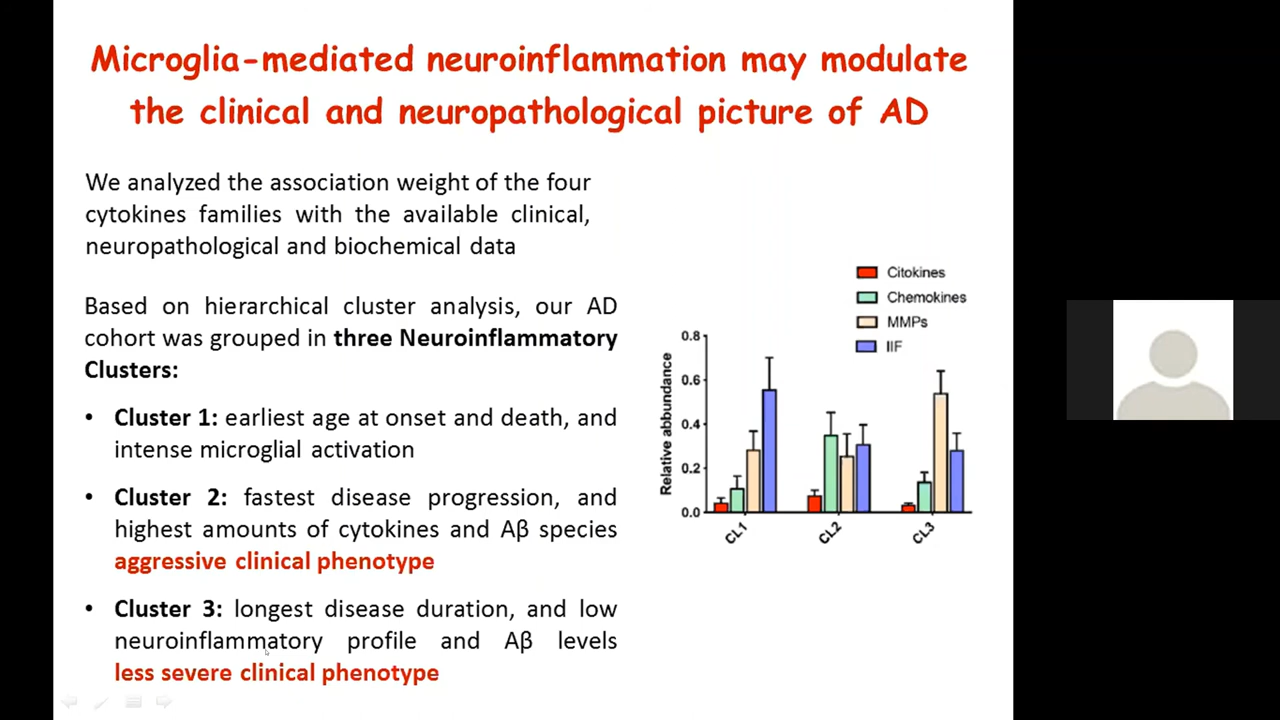 Microglia-mediated neuroinflammation may modulate
the clinical and neuropathological picture of AD
We analyzed the association weight of the four
cytokines families with the available clinical,
neuropathological and biochemical data
Based on hierarchical cluster analysis, our AD
cohort was grouped in three Neuroinflammatory
Clusters:
• Cluster 1: earliest age at onset and death, and
intense microglial activation
• Cluster 2: fastest disease progression, and
highest amounts of cytokines and Aβ species
aggressive clinical phenotype
• Cluster 3: longest disease duration, and low
neuroinflammatory profile and Aβ levels
less severe clinical phenotype
Citokines
Chemokines
MMPs
IIF
Relative abbundance
0.8
0.6
0.4
0.2
0.0
CL1
CL2
CL3